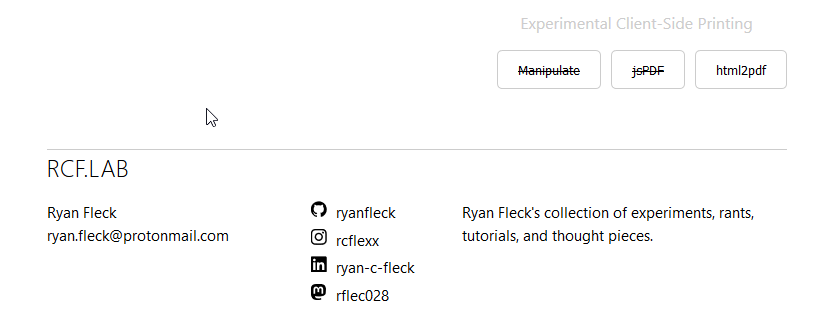 Experimental Client-Side Printing
Manipulate jsPDF html2pdf
RCF.LAB
Ryan Fleck
ryan.fleck@protonmail.com
ryanfleck
rcflexx
ryan-c-fleck
rflec028
Ryan Fleck's collection of experiments, rants,
tutorials, and thought pieces.